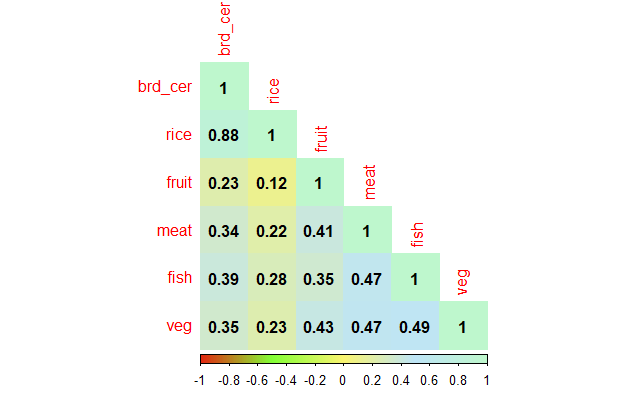 brd_cer
brd_cer 1 rice
rice 0.88 1 fruit
fruit 0.23 0.12 1 meat
meat 0.34 0.22 0.41 1 fish
fish 0.39 0.28 0.35 0.47 1 veg
veg 0.35 0.23 0.43 0.47 0.49 1
-1 -0.8 -0.6 -0.4 -0.2 0 0.2 0.4 0.6 0.8 1